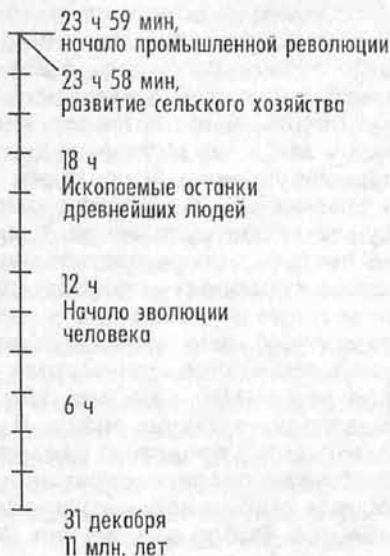 23 ч 59 мин,
начало промышленной революции
23 ч 58 мин,
развитие сельского хозяйства
18 ч
Ископаемые останки
древнейших людей
12 ч
Начало эволюции
человека
6 ч
31 декабря
11 млн. лет